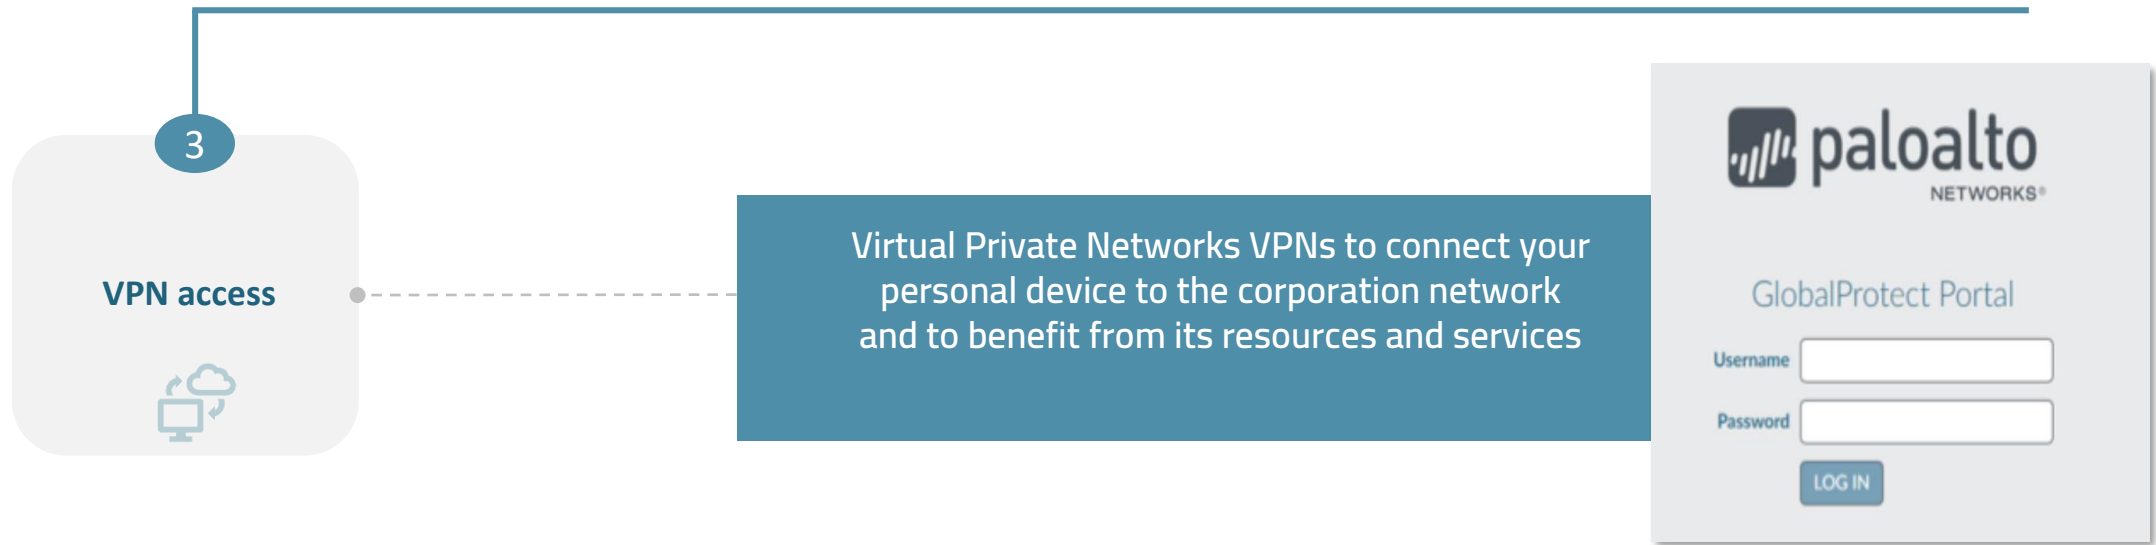 3
VPN access
Virtual Private Networks VPNs to connect your
personal device to the corporation network
and to benefit from its resources and services
paloalto
NETWORKS®
GlobalProtect Portal
Username
Password
LOG IN